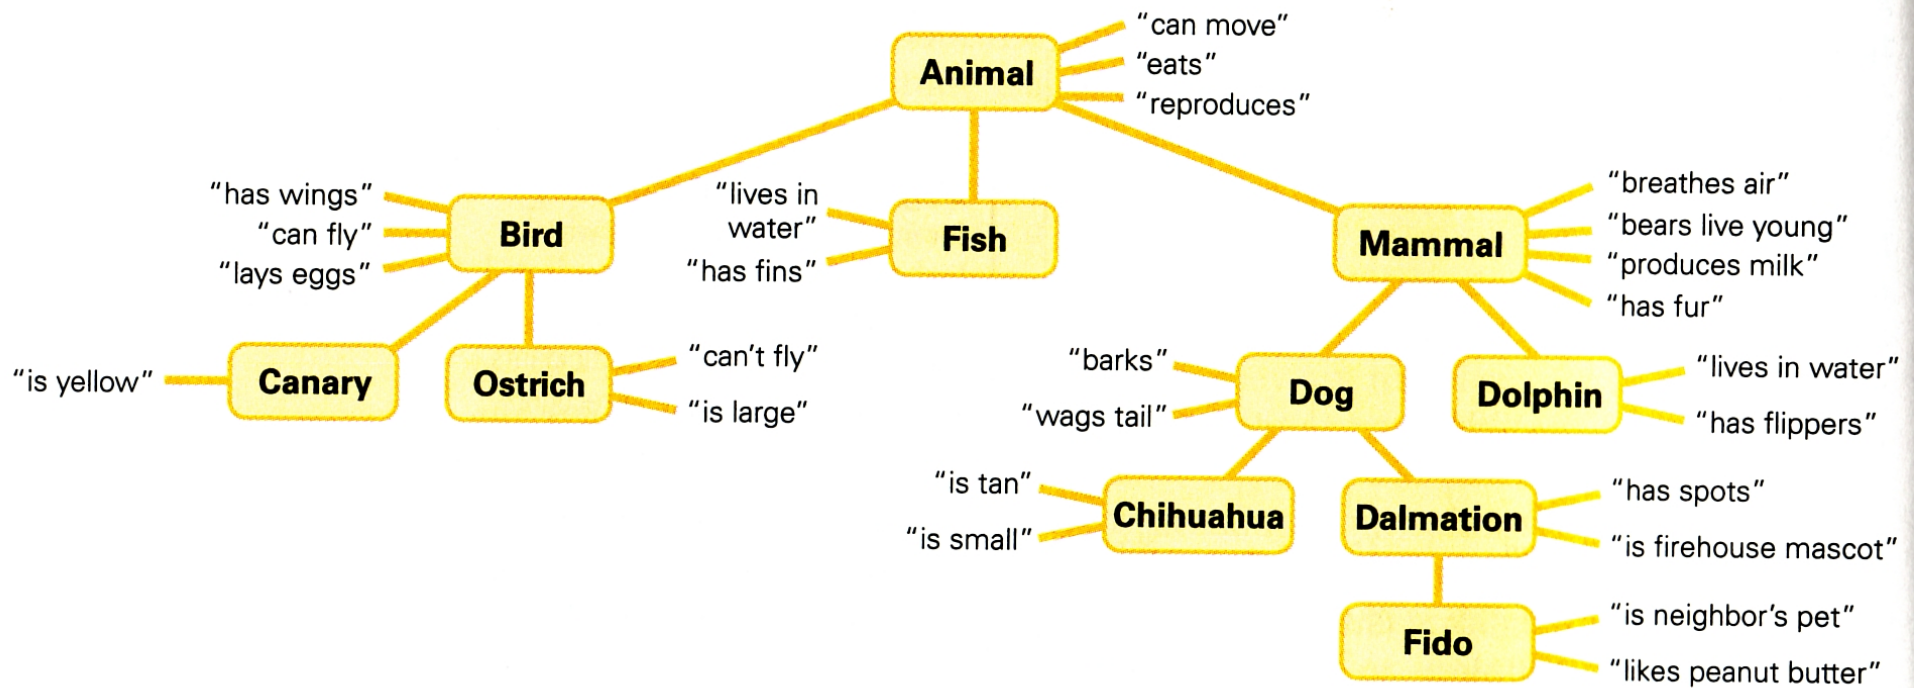 "can move"
Animal
"eats"
"reproduces"
"has wings"
"can fly"
"lays eggs"
Bird
"lives in
water"
"has fins"
Fish
Mammal
"breathes air"
"bears live young"
"produces milk"
"has fur"
"is yellow"
Canary
Ostrich
"can't fly"
"is large"
"barks"
"wags tail"
Dog
Dolphin
"lives in water"
"has flippers"
"is tan"
"is small"
Chihuahua
Dalmation
"has spots"
"is firehouse mascot"
Fido
"is neighbor's pet"
"likes peanut butter"